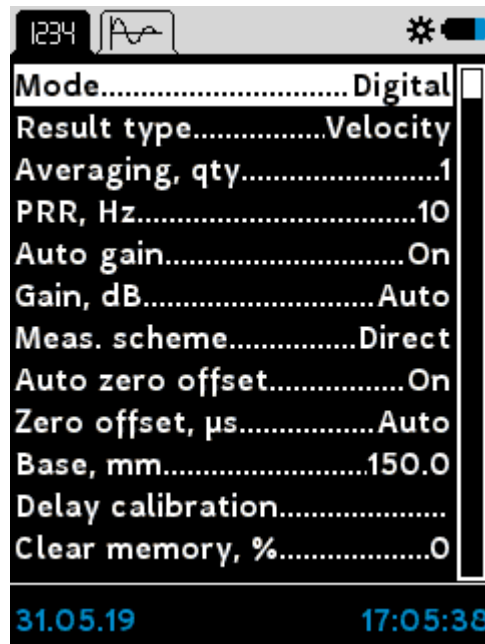 1234
Mode............................Digital
Result type...............Velocity
Averaging, qty.......................1
PRR, Hz................................10
Auto gain...........................On
Gain, dB..........................Auto
Meas. scheme..............Direct
Auto zero offset................On
Zero offset, µs................Auto
Base, mm.......................150.0
Delay calibration...................
Clear memory, %.................0
31.05.19 17:05:38